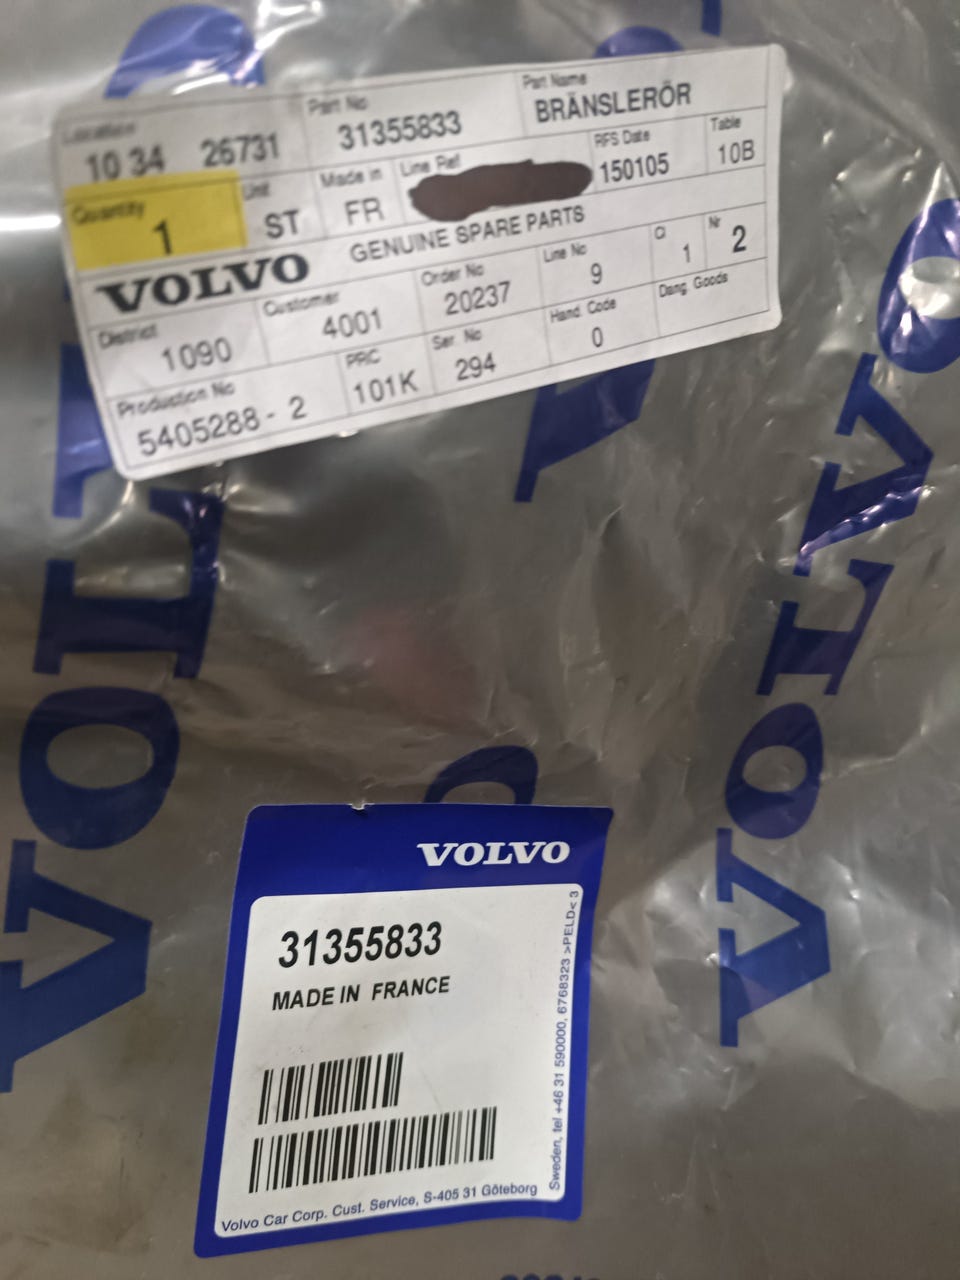 Location
10 34 26731
Part No
31355833
Part Name
BRÄNSLERÖR
Quantity
1
Unit
ST
Made in
FR
Line Ref
RFS Date
150105
Table
10B
VOLVO
GENUINE SPARE PARTS
District
1090
Customer
4001
Order No
20237
Line No
9
Cl
1
Nr
2
Production No
5405288 - 2
PRC
101K
Ser. No
294
Hand. Code
0
Dang. Goods
VOLVO
VOLVO
VOLVO
31355833
MADE IN FRANCE
Volvo Car Corp. Cust. Service, S-405 31 Göteborg
Sweden, tel +46 31 590000, 6768323 >PELD< 3